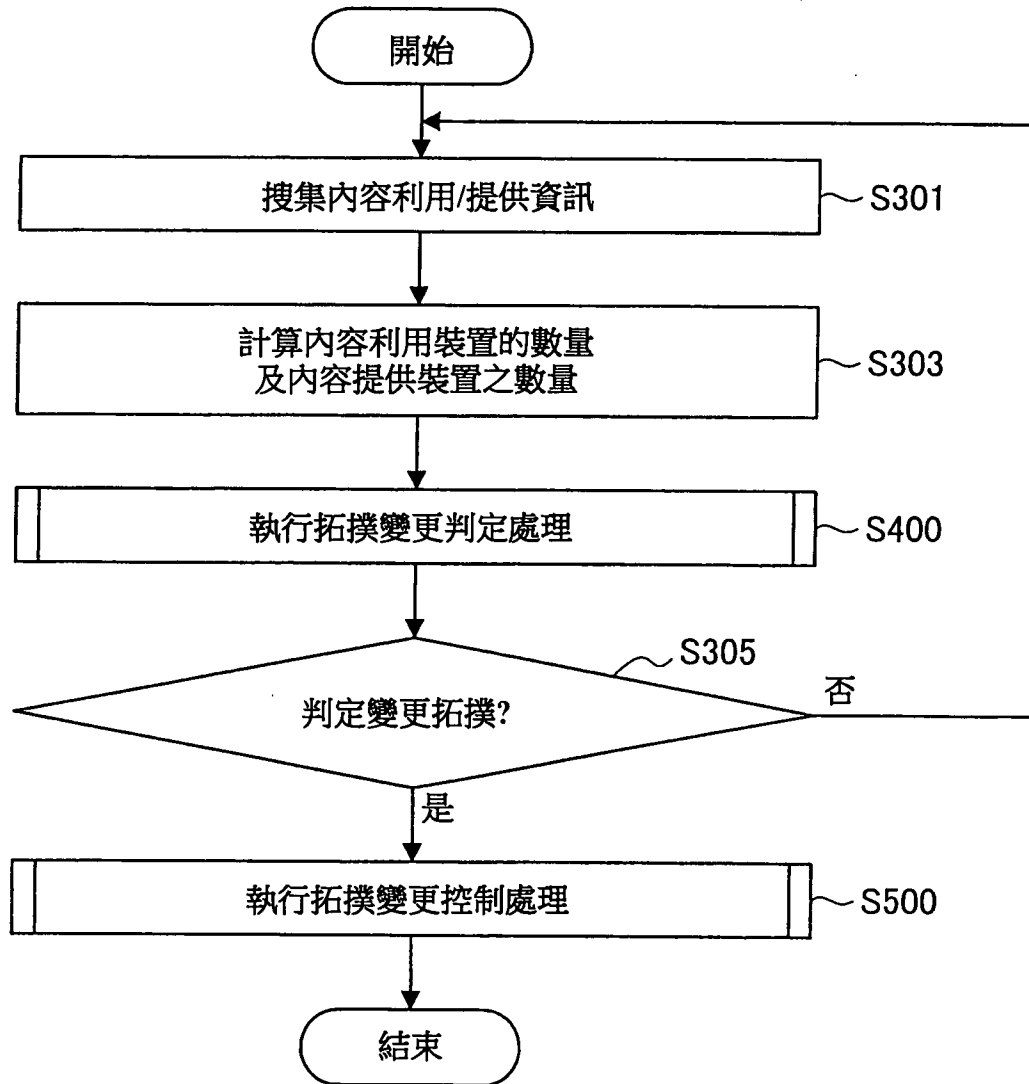 開始
搜集內容利用/提供資訊
S301
計算內容利用裝置的數量
及內容提供裝置之數量
S303
執行拓撲變更判定處理
S400
S305
判定變更拓撲?
否
是
執行拓撲變更控制處理
S500
結束